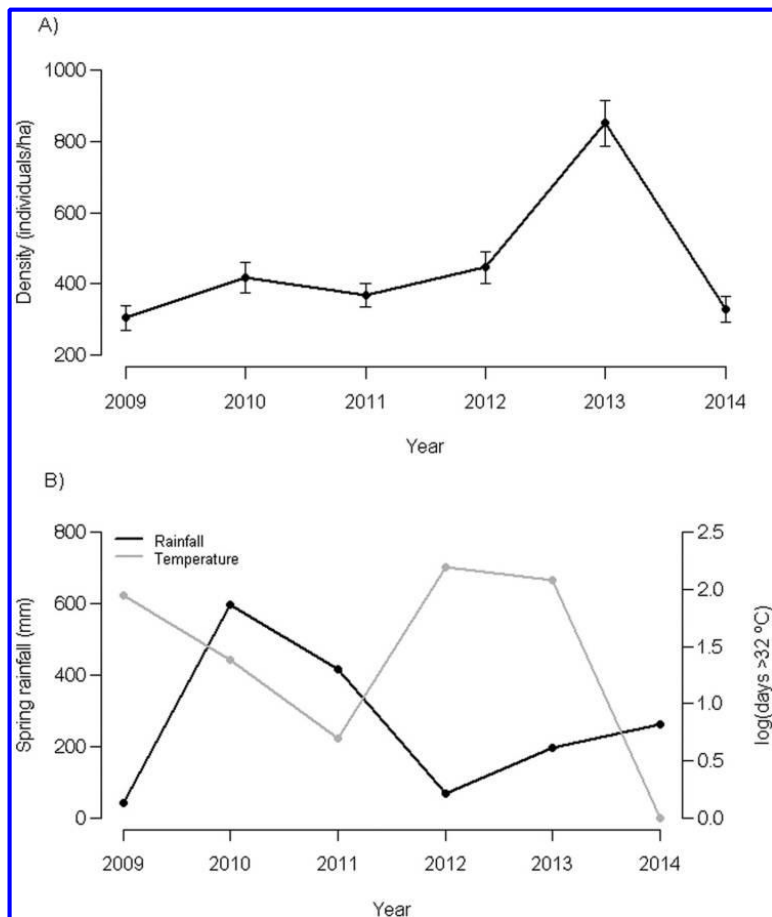 A)
1000
800
600
400
200
Density (individuals/ha)
2009 2010 2011 2012 2013 2014
Year
B)
800
600
400
200
0
Spring rainfall (mm)
Rainfall
Temperature
2.5
2.0
1.5
1.0
0.5
0.0
log(days >32 ºC)
2009 2010 2011 2012 2013 2014
Year